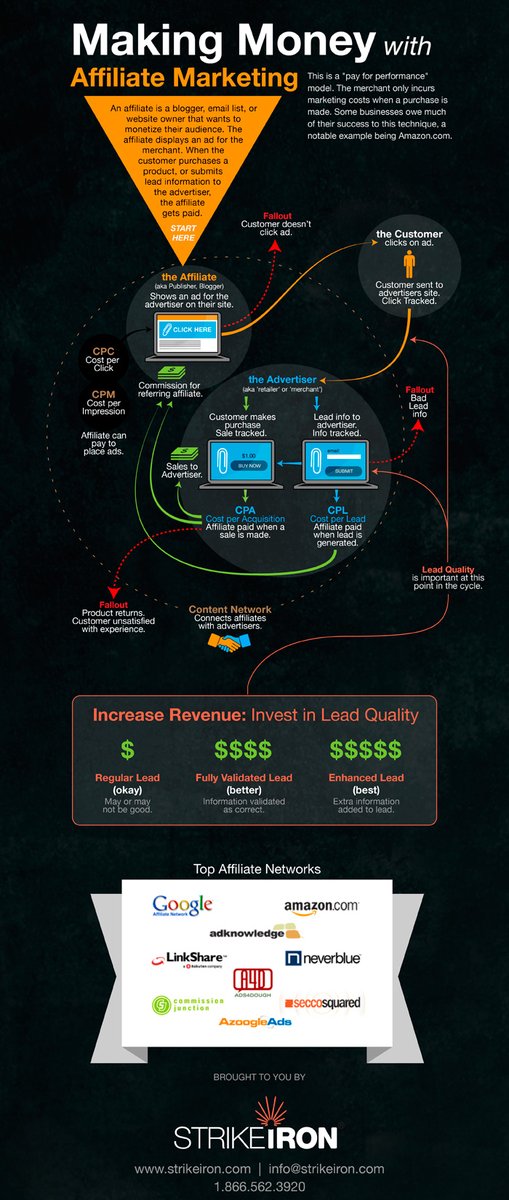 Making Money with
Affiliate Marketing
This is a "pay for performance"
model. The merchant only incurs
marketing costs when a purchase is
made. Some businesses owe much
of their success to this technique, a
notable example being Amazon.com.
An affiliate is a blogger, email list, or
website owner that wants to
monetize their audience. The
affiliate displays an ad for the
merchant. When the
customer purchases a
product, or submits
lead information to
the advertiser,
the affiliate
gets paid.
START
HERE
Fallout
Customer doesn't
click ad.
the Customer
clicks on ad.
Customer sent to
advertisers site.
Click Tracked.
the Affiliate
(aka Publisher, Blogger)
Shows an ad for the
advertiser on their site.
CLICK HERE
CPC
Cost per
Click
CPM
Cost per
Impression
Affiliate can
pay to
place ads.
$
Commission for
referring affiliate.
the Advertiser
(aka 'retailer' or 'merchant')
Customer makes
purchase
Sale tracked.
Lead info to
advertiser.
Info tracked.
Fallout
Bad
Lead
info
$
Sales to
Advertiser.
$1.00
BUY NOW
email
SUBMIT
CPA
Cost per Acquisition
Affiliate paid when a
sale is made.
CPL
Cost per Lead
Affiliate paid
when lead is
generated.
Lead Quality
is important at this
point in the cycle.
Fallout
Product returns.
Customer unsatisfied
with experience.
Content Network
Connects affiliates
with advertisers.
Increase Revenue: Invest in Lead Quality
$
Regular Lead
(okay)
May or may
not be good.
$$$$
Fully Validated Lead
(better)
Information validated
as correct.
$$$$$
Enhanced Lead
(best)
Extra information
added to lead.
Top Affiliate Networks
Google
Affiliate Network
amazon.com
adknowledge
LinkShare
a Rakuten company
neverblue
A4D
ADS4DOUGH
commission
junction
seccosquared
AzoogleAds
BROUGHT TO YOU BY
STRIKEIRON
www.strikeiron.com | info@strikeiron.com
1.866.562.3920